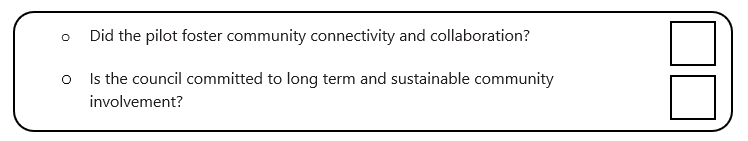 o Did the pilot foster community connectivity and collaboration?
o Is the council committed to long term and sustainable community
involvement?